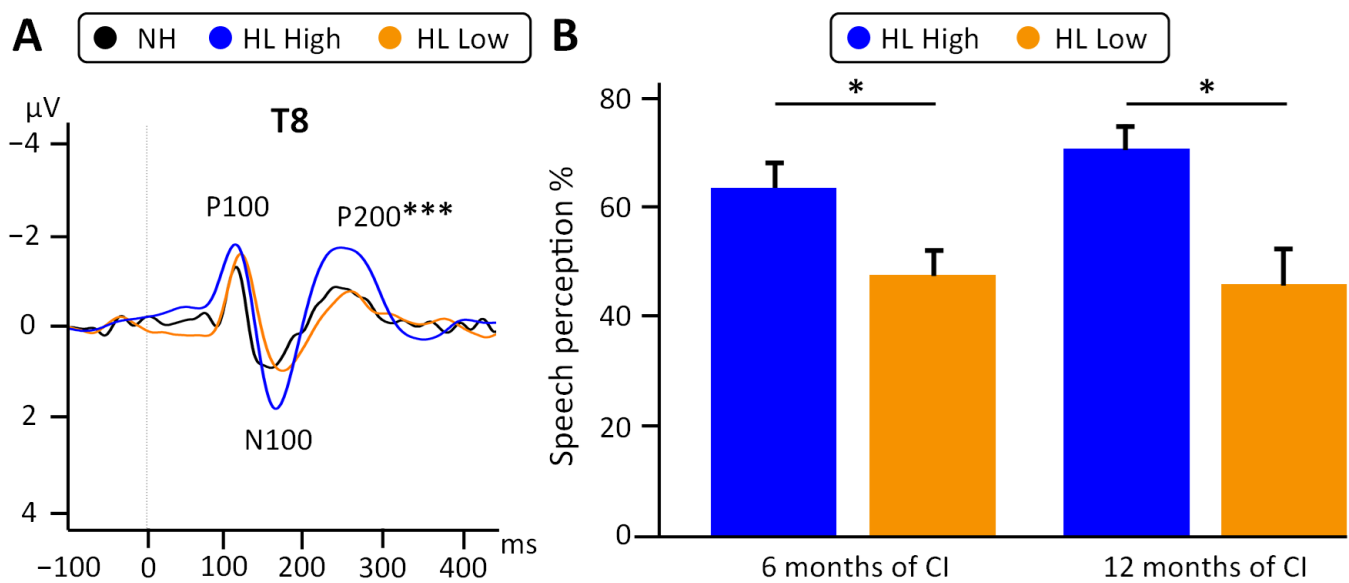 A
NH HL High HL Low
µV
T8
−4
−2
0
2
4
P100
P200***
N100
−100 0 100 200 300 400 ms
B
HL High HL Low
Speech perception %
80
60
40
20
0
* *
6 months of CI 12 months of CI